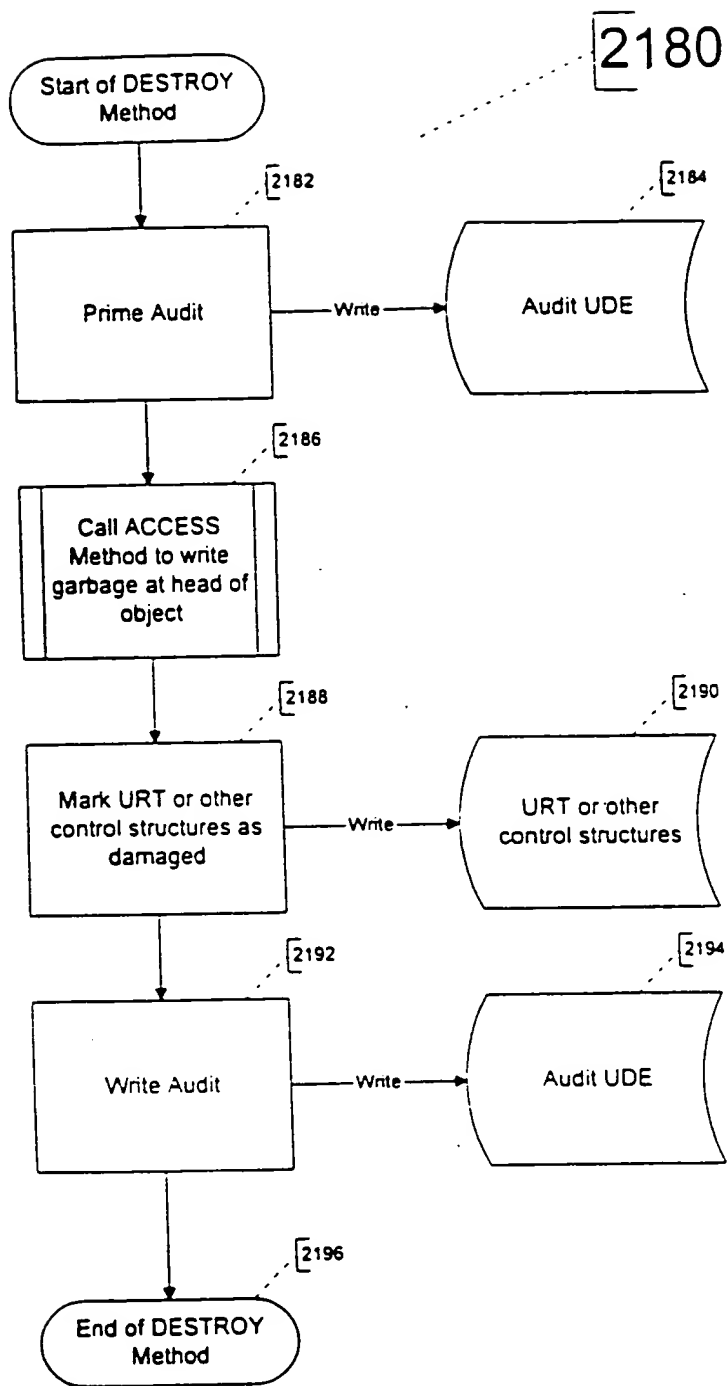 2180
Start of DESTROY
Method
2182
2184
Prime Audit
Write
Audit UDE
2186
Call ACCESS
Method to write
garbage at head of
object
2188
2190
Mark URT or other
control structures as
damaged
Write
URT or other
control structures
2192
2194
Write Audit
Write
Audit UDE
2196
End of DESTROY
Method